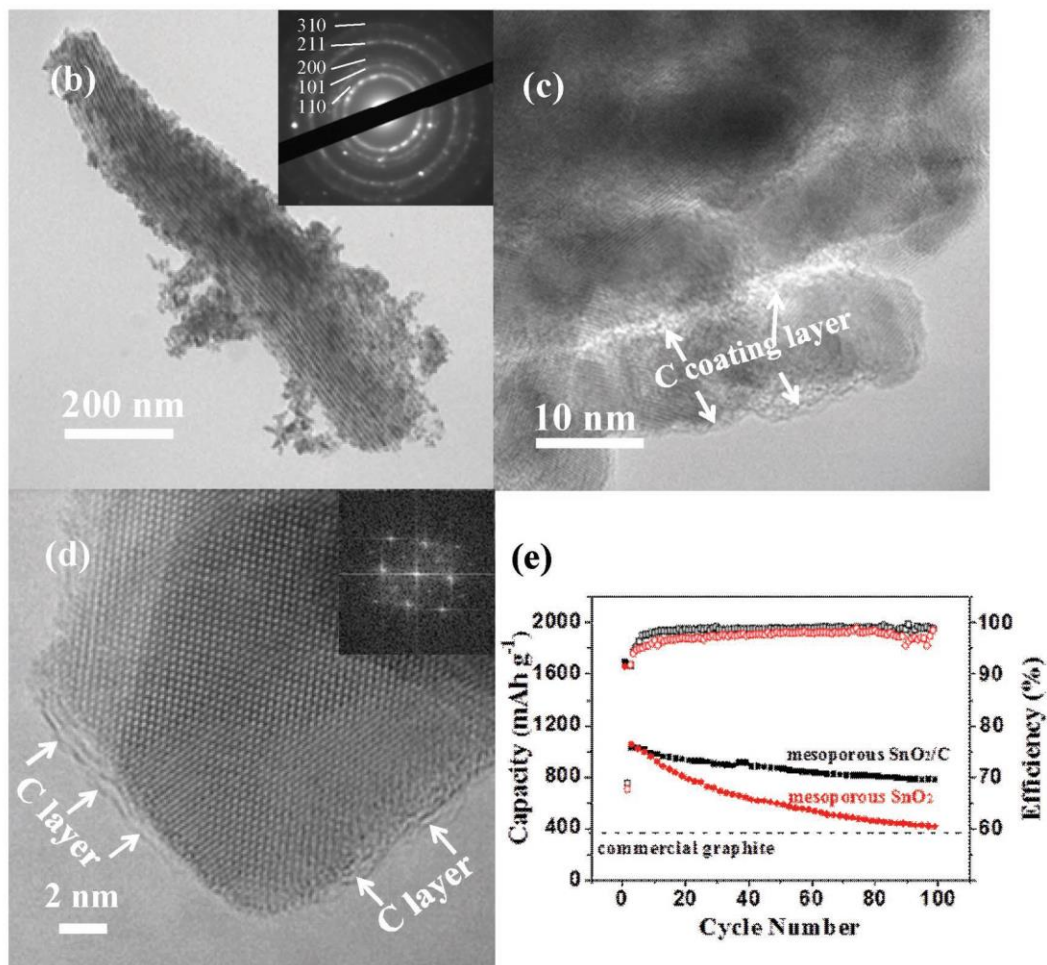 (b)
310
211
200
101
110
200 nm
(c)
C coating layer
10 nm
(d)
C layer
C layer
2 nm
(e)
Capacity (mAh g⁻¹)
2000
1600
1000
800
400
0
mesoporous SnO₂/C
mesoporous SnO₂
commercial graphite
100
90
80
70
60
Efficiency (%)
0 20 40 60 80 100
Cycle Number